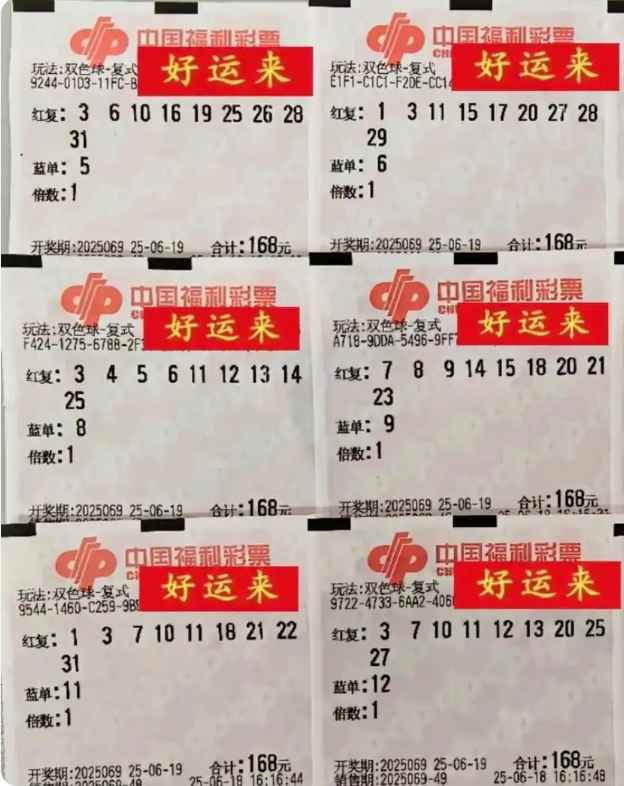 中国福利彩票
好运来
玩法:双色球-复式
9244-01D3-11FC-B
红复: 3 6 10 16 19 25 26 28
31
蓝单: 5
倍数:1
开奖期:2025069 25-06-19 合计:168元
中国福利彩票
好运来
玩法:双色球-复式
E1F1-C1C1-F2DE-CC14
红复: 1 3 11 15 17 20 27 28
29
蓝单: 6
倍数:1
开奖期:2025069 25-06-19 合计:168元
中国福利彩票
好运来
玩法:双色球-复式
F424-1275-6788-2F
红复: 3 4 5 6 11 12 13 14
25
蓝单: 8
倍数:1
开奖期:2025069 25-06-19 合计:168元
中国福利彩票
好运来
玩法:双色球-复式
A718-9DDA-5496-9FF
红复: 7 8 9 14 15 18 20 21
23
蓝单: 9
倍数:1
开奖期:2025069 25-06-19 合计:168元
25-06-18 16:16:31
中国福利彩票
好运来
玩法:双色球-复式
9544-1460-C259-9B
红复: 1 3 7 10 11 18 21 22
31
蓝单:11
倍数:1
开奖期:2025069 25-06-19 合计:168元
销售期:2025069-48 25-06-18 16:16:44
中国福利彩票
好运来
玩法:双色球-复式
9722-4733-6AA2-406
红复: 3 7 10 11 12 13 20 25
27
蓝单:12
倍数:1
开奖期:2025069 25-06-19 合计:168元
销售期:2025069-49 25-06-18 16:16:48